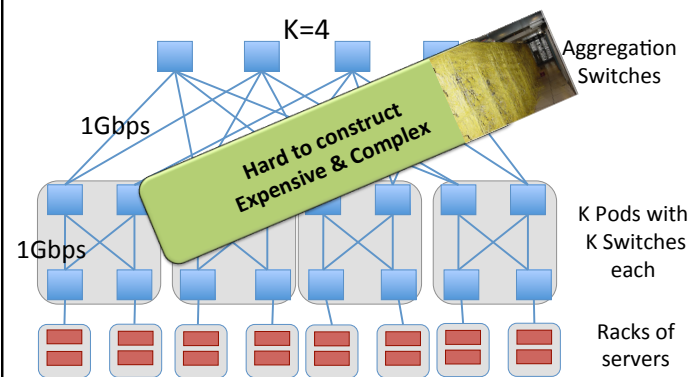 K=4
Aggregation
Switches
1Gbps
Hard to construct
Expensive & Complex
K Pods with
K Switches
each
1Gbps
Racks of
servers